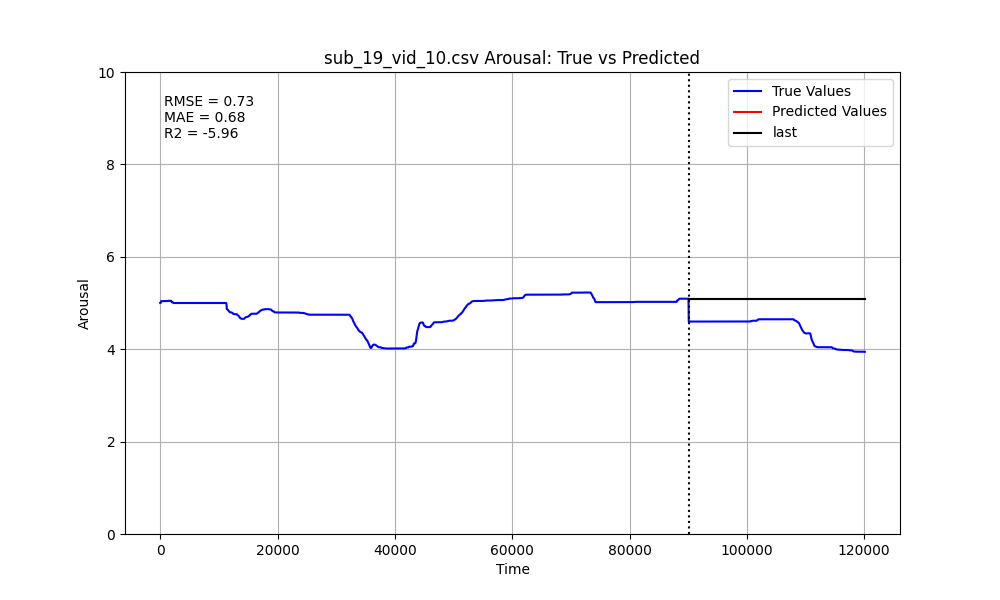 sub_19_vid_10.csv Arousal: True vs Predicted
RMSE = 0.73
MAE = 0.68
R2 = -5.96
True Values
Predicted Values
last
Arousal
10
8
6
4
2
0
0
20000
40000
60000
80000
100000
120000
Time